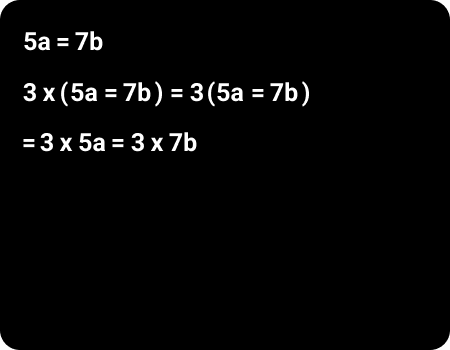 5a = 7b
3 x (5a = 7b) = 3(5a = 7b)
= 3 x 5a = 3 x 7b